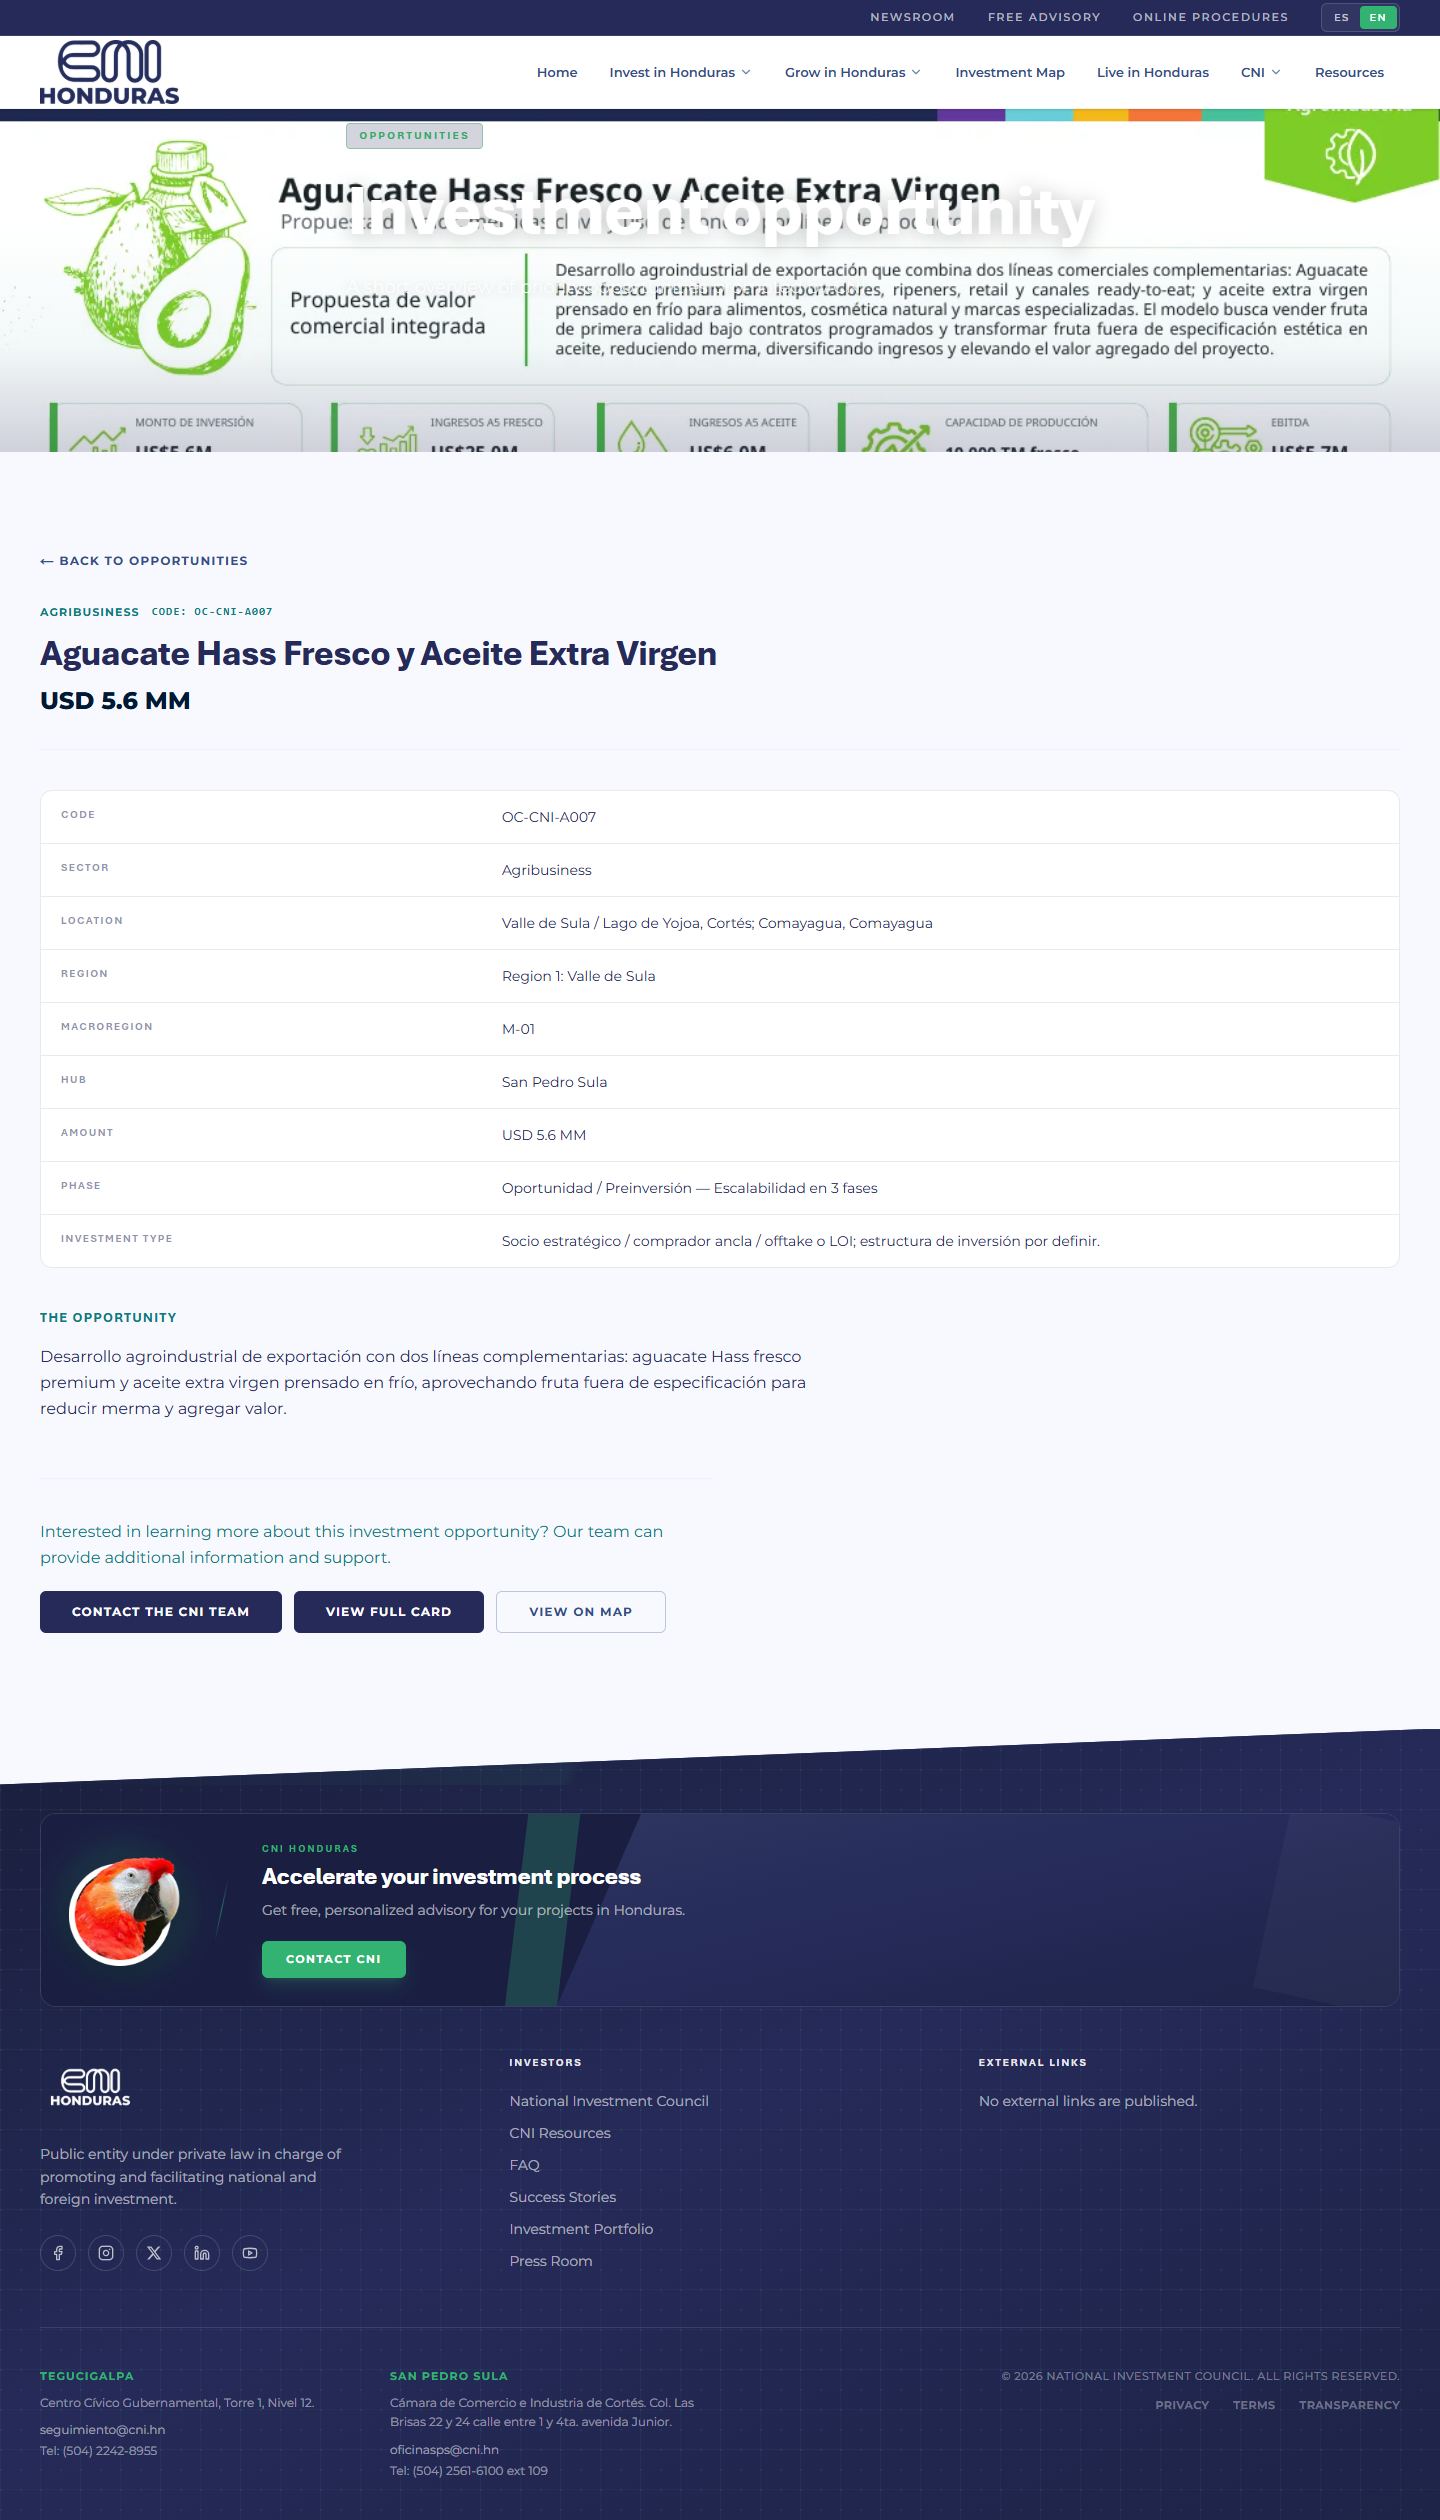 NEWSROOM FREE ADVISORY ONLINE PROCEDURES ES EN
CNI HONDURAS
Home Invest in Honduras Grow in Honduras Investment Map Live in Honduras CNI Resources
Agroindustria
OPPORTUNITIES
Aguacate Hass Fresco y Aceite Extra Virgen
Investment opportunity
Propuesta de valor
comercial integrada
Desarrollo agroindustrial de exportación que combina dos líneas comerciales complementarias: Aguacate
Hass fresco premium para exportadores, ripeners, retail y canales ready-to-eat; y aceite extra virgen
prensado en frío para alimentos, cosmética natural y marcas especializadas. El modelo busca vender fruta
de primera calidad bajo contratos programados y transformar fruta fuera de especificación estética en
aceite, reduciendo merma, diversificando ingresos y elevando el valor agregado del proyecto.
MONTO DE INVERSIÓN
INGRESOS A5 FRESCO
INGRESOS A5 ACEITE
CAPACIDAD DE PRODUCCIÓN
EBITDA
← BACK TO OPPORTUNITIES
AGRIBUSINESS CODE: OC-CNI-A007
Aguacate Hass Fresco y Aceite Extra Virgen
USD 5.6 MM
CODE OC-CNI-A007
SECTOR Agribusiness
LOCATION Valle de Sula / Lago de Yojoa, Cortés; Comayagua, Comayagua
REGION Region 1: Valle de Sula
MACROREGION M-01
HUB San Pedro Sula
AMOUNT USD 5.6 MM
PHASE Oportunidad / Preinversión — Escalabilidad en 3 fases
INVESTMENT TYPE Socio estratégico / comprador ancla / offtake o LOI; estructura de inversión por definir.
THE OPPORTUNITY
Desarrollo agroindustrial de exportación con dos líneas complementarias: aguacate Hass fresco
premium y aceite extra virgen prensado en frío, aprovechando fruta fuera de especificación para
reducir merma y agregar valor.
Interested in learning more about this investment opportunity? Our team can
provide additional information and support.
CONTACT THE CNI TEAM VIEW FULL CARD VIEW ON MAP
CNI HONDURAS
Accelerate your investment process
Get free, personalized advisory for your projects in Honduras.
CONTACT CNI
CNI HONDURAS
Public entity under private law in charge of
promoting and facilitating national and
foreign investment.
INVESTORS
National Investment Council
CNI Resources
FAQ
Success Stories
Investment Portfolio
Press Room
EXTERNAL LINKS
No external links are published.
TEGUCIGALPA
Centro Cívico Gubernamental, Torre 1, Nivel 12.
seguimiento@cni.hn
Tel: (504) 2242-8955
SAN PEDRO SULA
Cámara de Comercio e Industria de Cortés. Col. Las
Brisas 22 y 24 calle entre 1 y 4ta. avenida Junior.
oficinasps@cni.hn
Tel: (504) 2561-6100 ext 109
© 2026 NATIONAL INVESTMENT COUNCIL. ALL RIGHTS RESERVED.
PRIVACY TERMS TRANSPARENCY